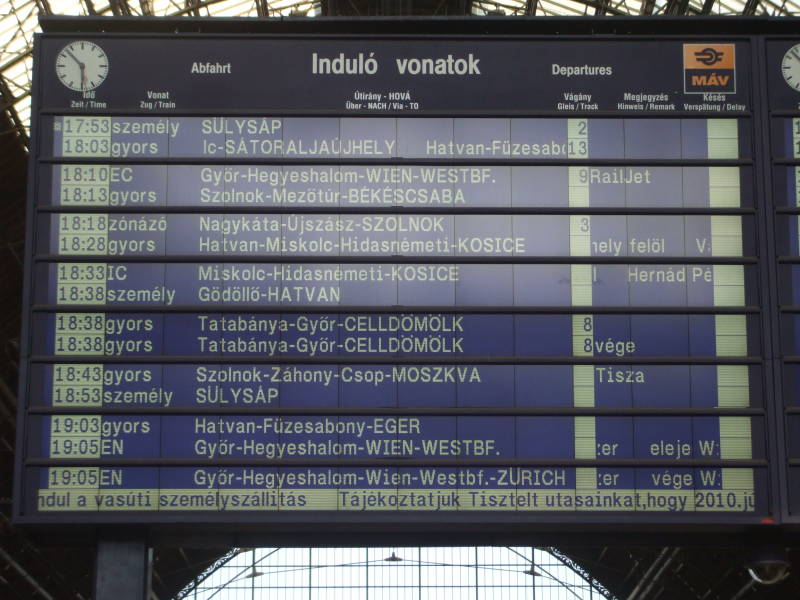 Abfahrt Induló vonatok Departures
MÁV
Idő Vonat Útirány - HOVÁ Vágány Megjegyzés Késés
Zeit / Time Zug / Train Über - NACH / Via - TO Gleis / Track Hinweis / Remark Verspätung / Delay
17:53 személy SÜLYSÁP 2
18:03 gyors Ic-SÁTORALJAÚJHELY Hatvan-Füzesabo 13
18:10 EC Győr-Hegyeshalom-WIEN-WESTBF. 9 RailJet
18:13 gyors Szolnok-Mezőtúr-BÉKÉSCSABA
18:18 zónázó Nagykáta-Újszász-SZOLNOK 3
18:28 gyors Hatvan-Miskolc-Hidasnémeti-KOSICE hely felöl V:
18:33 IC Miskolc-Hidasnémeti-KOSICE Hernád Pé
18:38 személy Gödöllő-HATVAN
18:38 gyors Tatabánya-Győr-CELLDÖMÖLK 8
18:38 gyors Tatabánya-Győr-CELLDÖMÖLK 8 vége
18:43 gyors Szolnok-Záhony-Csop-MOSZKVA Tisza
18:53 személy SÜLYSÁP
19:03 gyors Hatvan-Füzesabony-EGER
19:05 EN Győr-Hegyeshalom-WIEN-WESTBF. :er eleje W:
19:05 EN Győr-Hegyeshalom-Wien-Westbf.-ZÜRICH :er vége W:
ndul a vasúti személyszállítás Tájékoztatjuk Tisztelt utasainkat,hogy 2010.jú